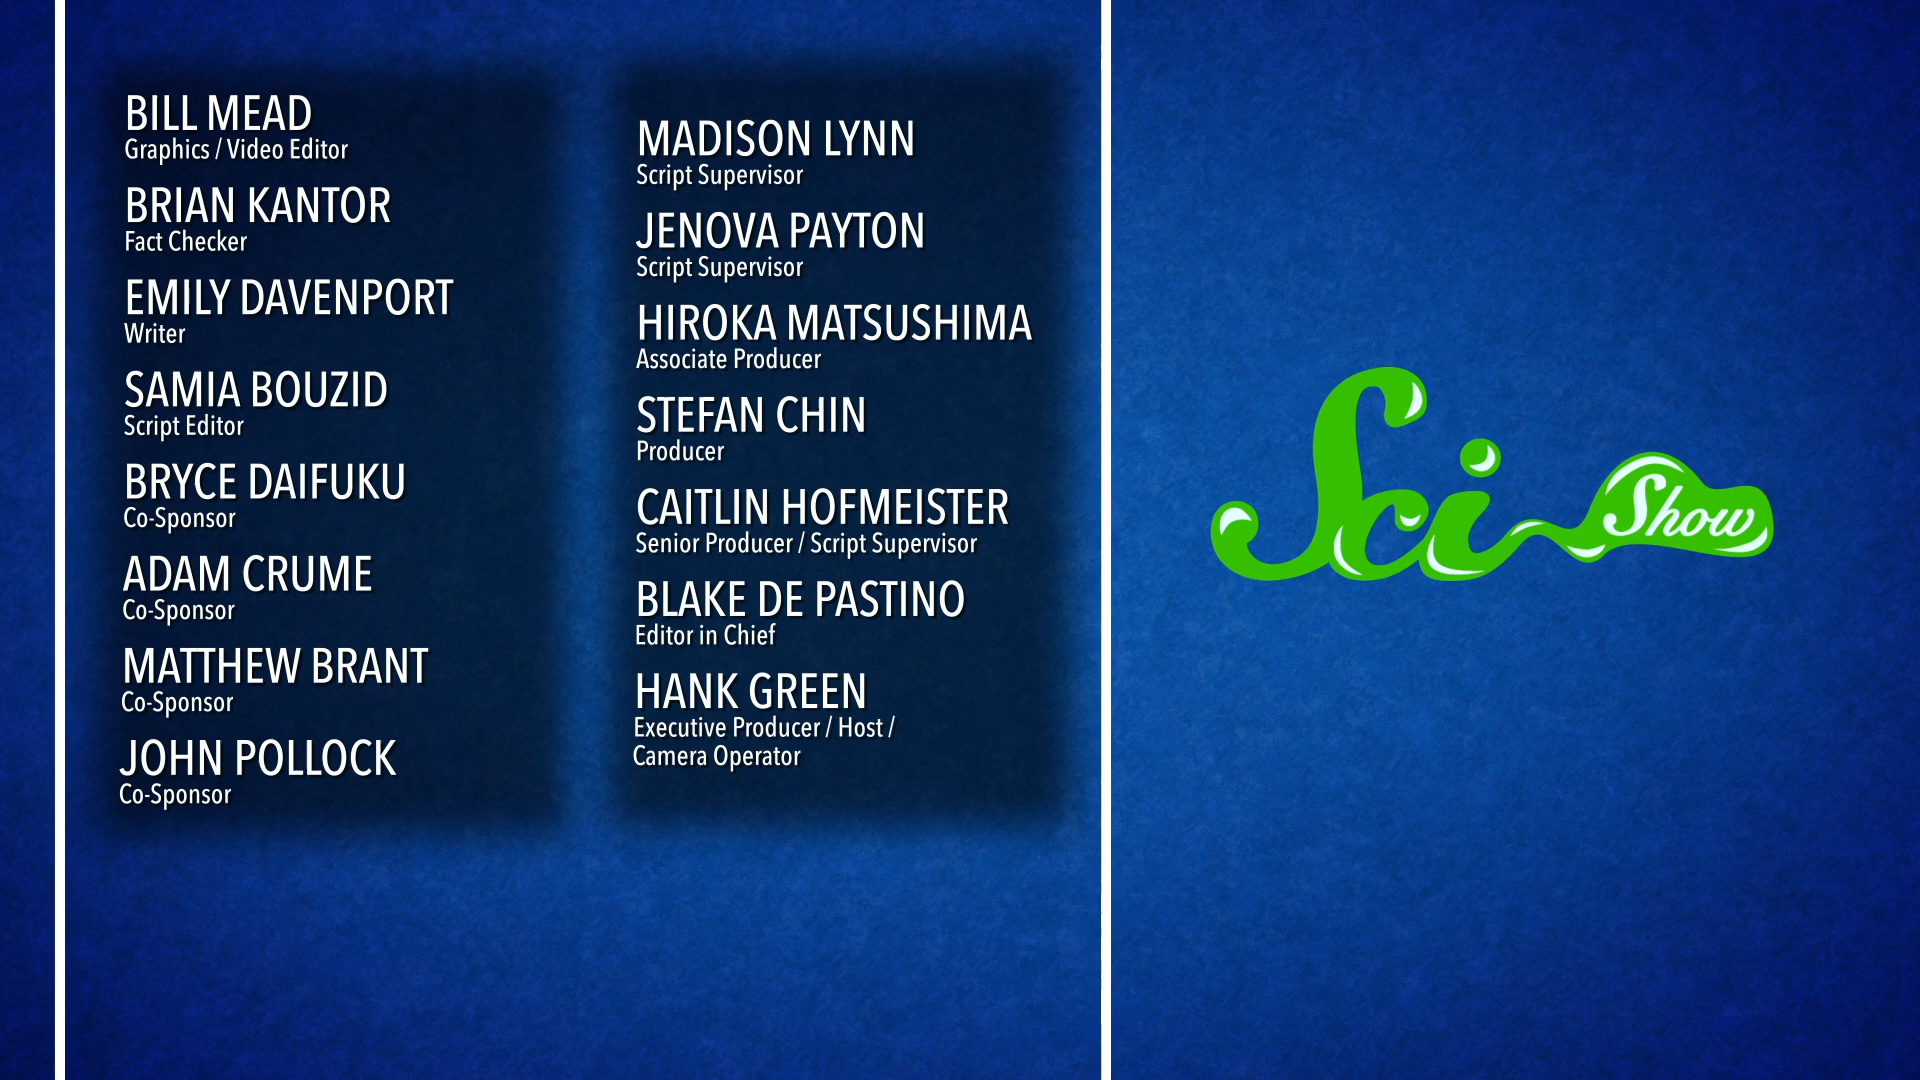 BILL MEAD
Graphics / Video Editor
BRIAN KANTOR
Fact Checker
EMILY DAVENPORT
Writer
SAMIA BOUZID
Script Editor
BRYCE DAIFUKU
Co-Sponsor
ADAM CRUME
Co-Sponsor
MATTHEW BRANT
Co-Sponsor
JOHN POLLOCK
Co-Sponsor
MADISON LYNN
Script Supervisor
JENOVA PAYTON
Script Supervisor
HIROKA MATSUSHIMA
Associate Producer
STEFAN CHIN
Producer
CAITLIN HOFMEISTER
Senior Producer / Script Supervisor
BLAKE DE PASTINO
Editor in Chief
HANK GREEN
Executive Producer / Host /
Camera Operator
Sci Show